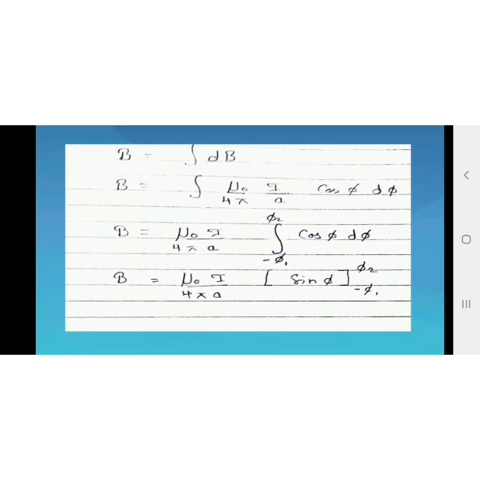 B = ∫ dB
B = ∫ μ₀/4π I/a Cos φ dφ
B = μ₀ I/4π a ∫_{-φ₁}^{φ₂} Cos φ dφ
B = μ₀ I/4π a [ Sin φ ]_{-φ₁}^{φ₂}